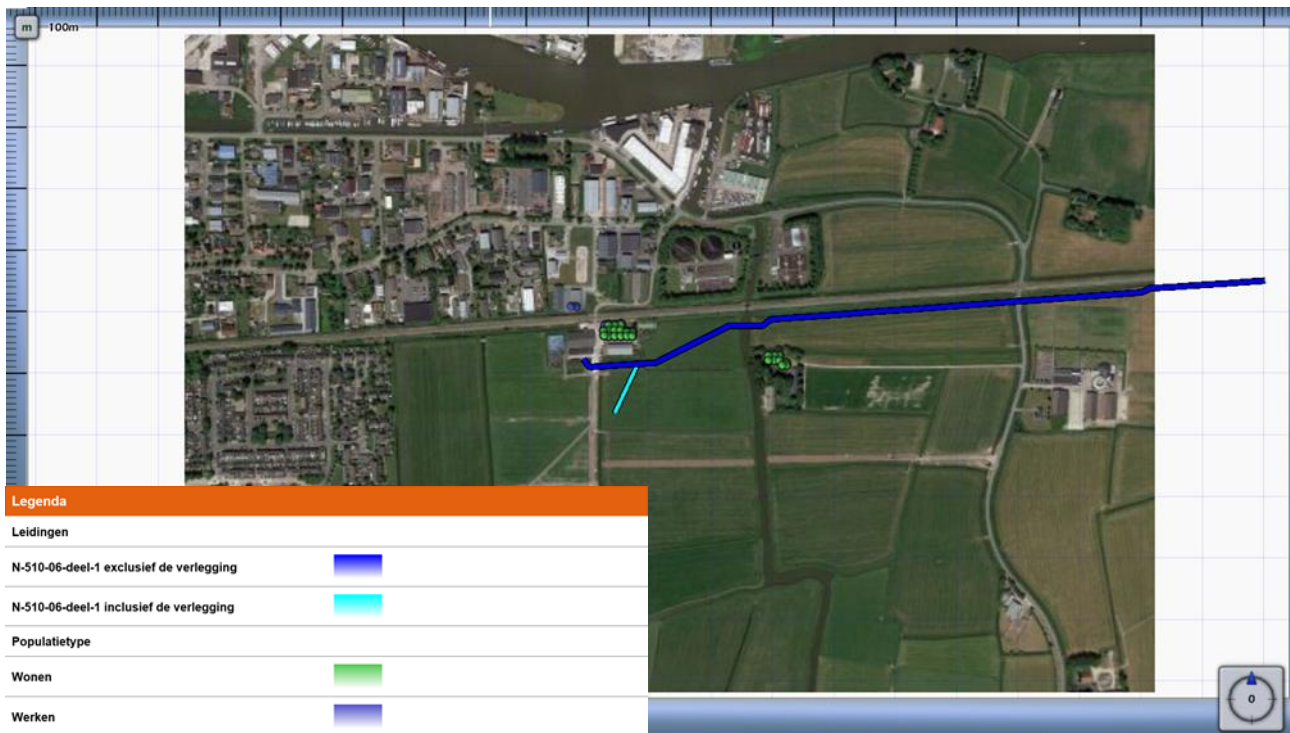 m 100m
Legenda
Leidingen
N-510-06-deel-1 exclusief de verlegging
N-510-06-deel-1 inclusief de verlegging
Populatietype
Wonen
Werken
0